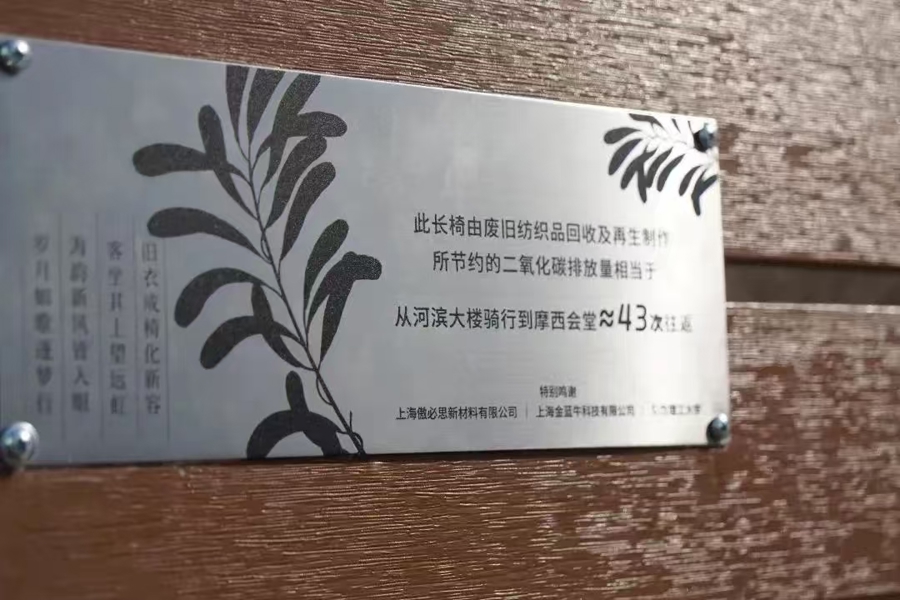 旧衣成椅化新容
客坐其上望远虹
韵新风皆入眼
岁月如歌逐梦行
此长椅由废旧纺织品回收及再生制作
所节约的二氧化碳排放量相当于
从河滨大楼骑行到摩西会堂≈43次往返
特别鸣谢
上海傲必思新材料有限公司 | 上海金蓝牛科技有限公司 | 理工大学